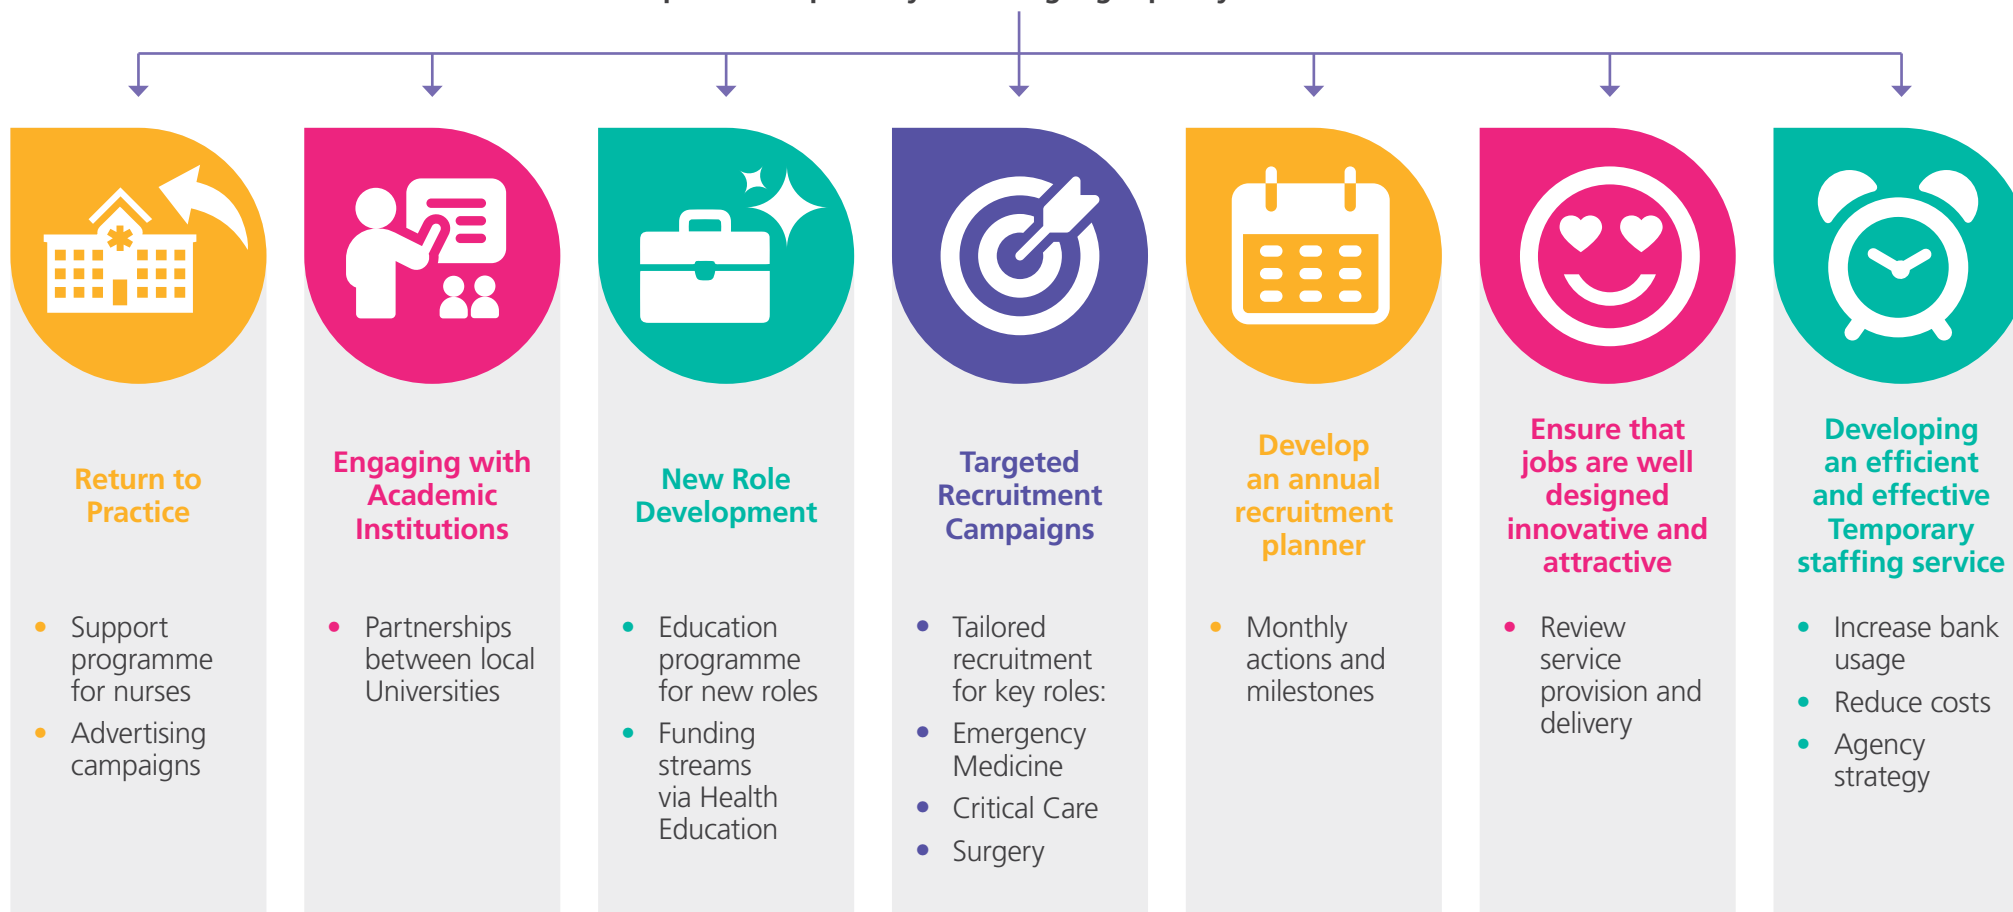 Return to
Practice
• Support
programme
for nurses
• Advertising
campaigns
Engaging with
Academic
Institutions
• Partnerships
between local
Universities
New Role
Development
• Education
programme
for new roles
• Funding
streams
via Health
Education
Targeted
Recruitment
Campaigns
• Tailored
recruitment
for key roles:
• Emergency
Medicine
• Critical Care
• Surgery
Develop
an annual
recruitment
planner
• Monthly
actions and
milestones
Ensure that
jobs are well
designed
innovative and
attractive
• Review
service
provision and
delivery
Developing
an efficient
and effective
Temporary
staffing service
• Increase bank
usage
• Reduce costs
• Agency
strategy